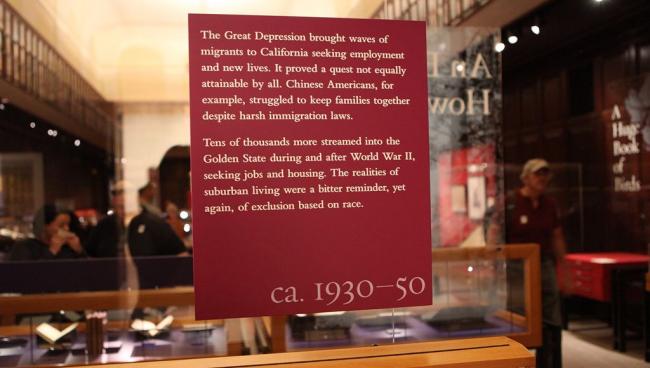 The Great Depression brought waves of
migrants to California seeking employment
and new lives. It proved a quest not equally
attainable by all. Chinese Americans, for
example, struggled to keep families together
despite harsh immigration laws.
Tens of thousands more streamed into the
Golden State during and after World War II,
seeking jobs and housing. The realities of
suburban living were a bitter reminder, yet
again, of exclusion based on race.
ca. 1930–50
A
Huge
Book
of
Birds